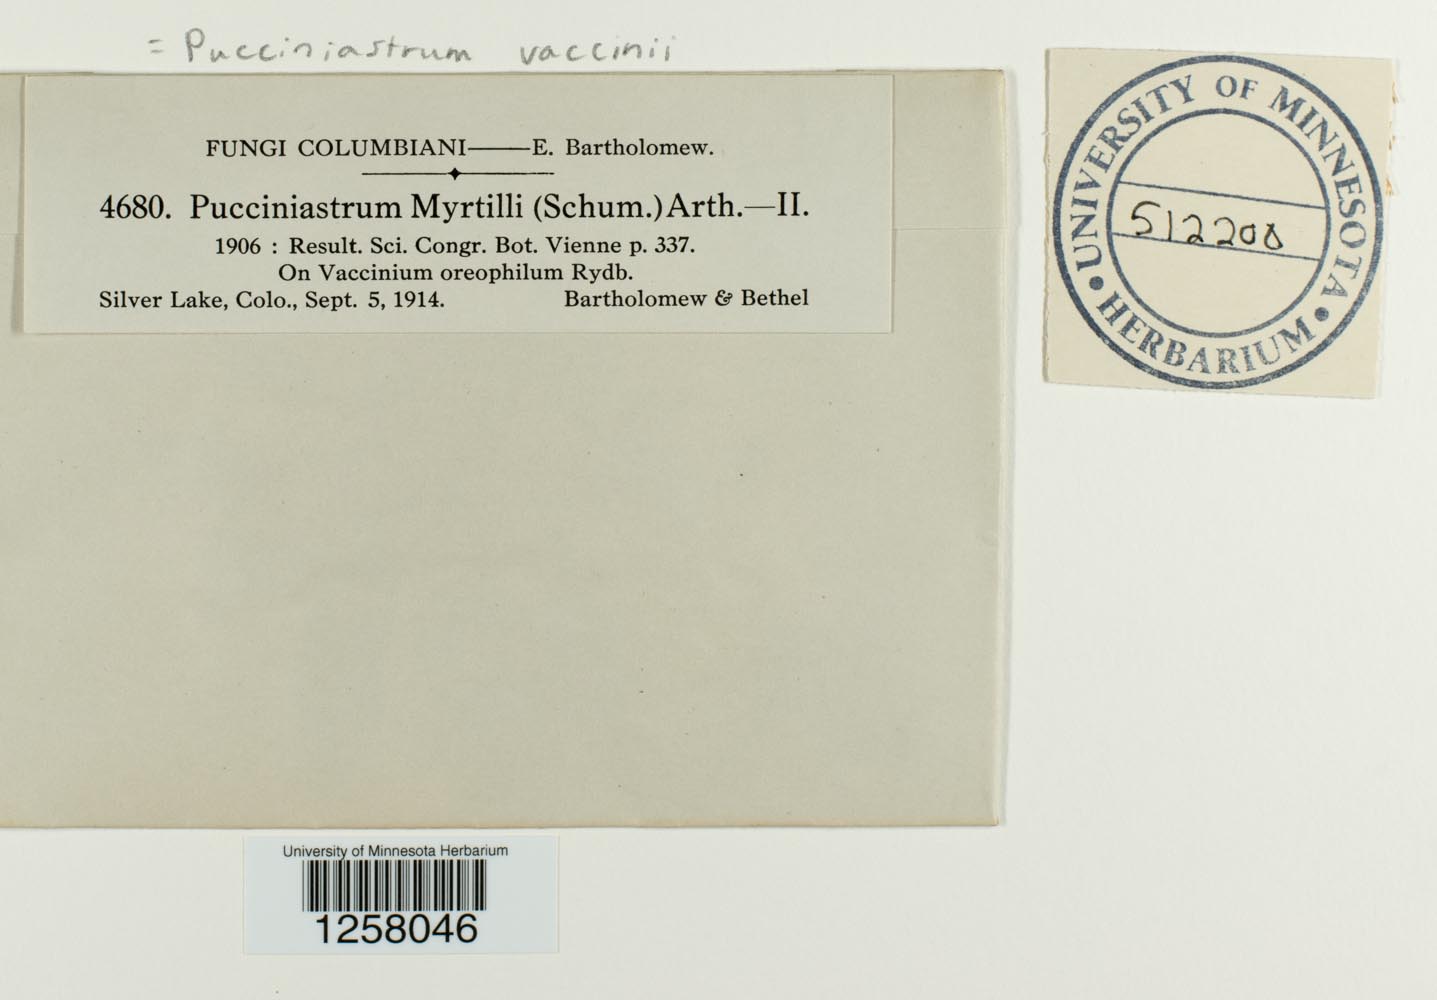 = Pucciniastrum vaccinii
FUNGI COLUMBIANI——E. Bartholomew.
4680. Pucciniastrum Myrtilli (Schum.) Arth.—II.
1906 : Result. Sci. Congr. Bot. Vienne p. 337.
On Vaccinium oreophilum Rydb.
Silver Lake, Colo., Sept. 5, 1914. Bartholomew & Bethel
UNIVERSITY OF MINNESOTA
512200
• HERBARIUM •
University of Minnesota Herbarium
1258046